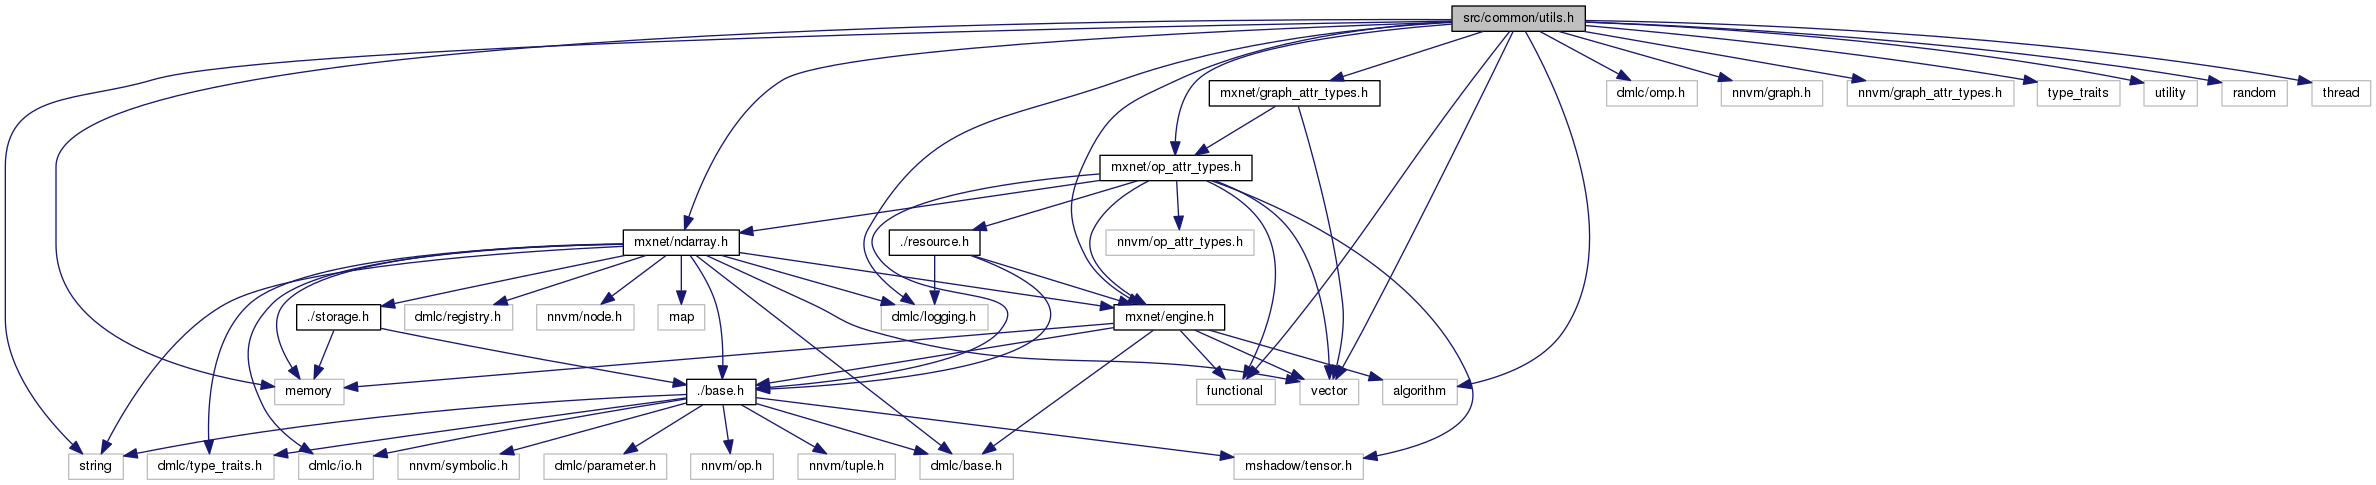 src/common/utils.h
mxnet/graph_attr_types.h
dmlc/omp.h
nnvm/graph.h
nnvm/graph_attr_types.h
type_traits
utility
random
thread
mxnet/op_attr_types.h
mxnet/ndarray.h
./resource.h
nnvm/op_attr_types.h
./storage.h
dmlc/registry.h
nnvm/node.h
map
dmlc/logging.h
mxnet/engine.h
memory
./base.h
functional
vector
algorithm
string
dmlc/type_traits.h
dmlc/io.h
nnvm/symbolic.h
dmlc/parameter.h
nnvm/op.h
nnvm/tuple.h
dmlc/base.h
mshadow/tensor.h